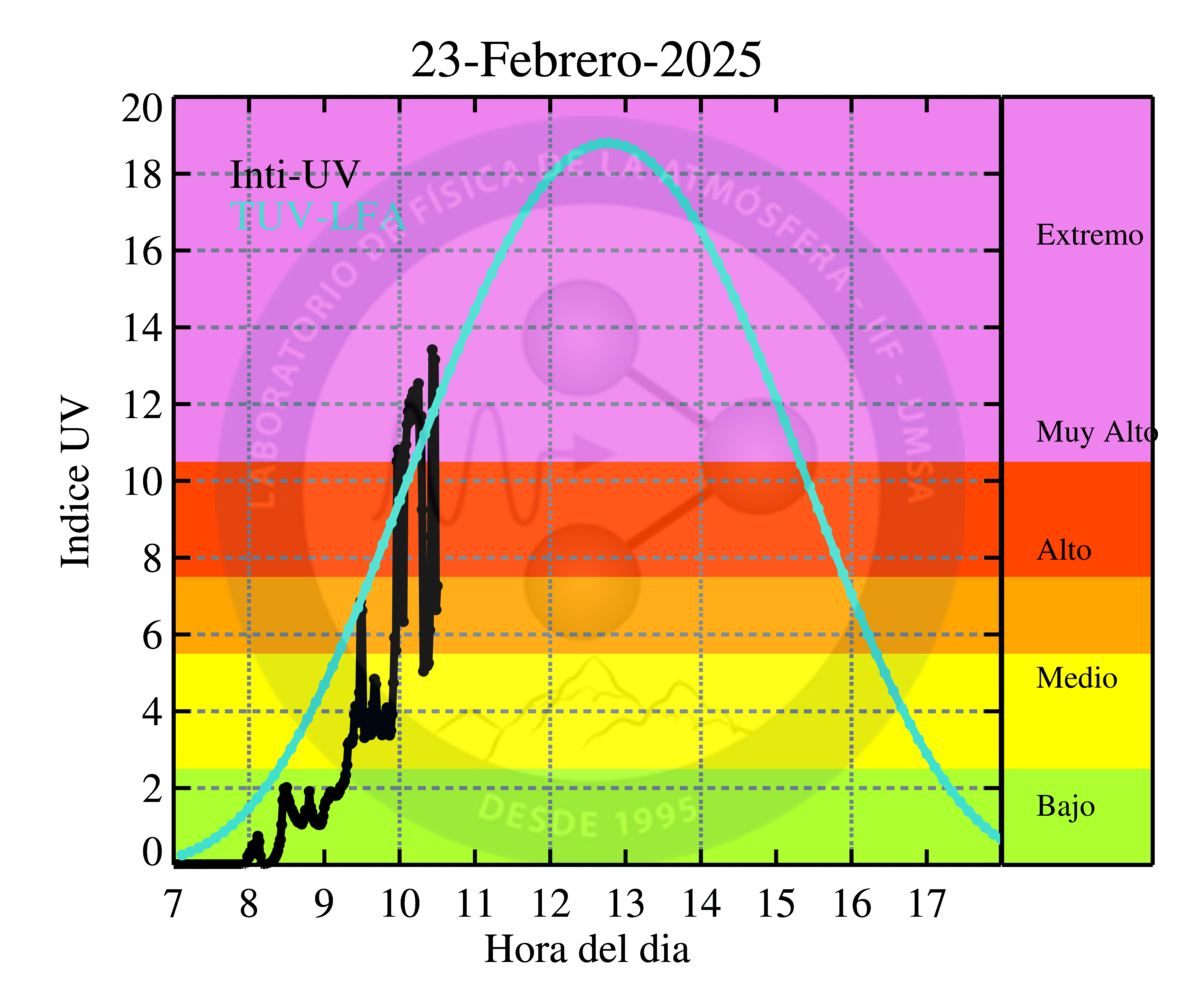 23-Febrero-2025
Indice UV
20
18
16
14
12
10
8
6
4
2
0
Inti-UV
TUV-LFA
LABORATORIO DE FÍSICA DE LA ATMÓSFERA - IIF - UMSA
DESDE 1995
Extremo
Muy Alto
Alto
Medio
Bajo
7 8 9 10 11 12 13 14 15 16 17
Hora del dia